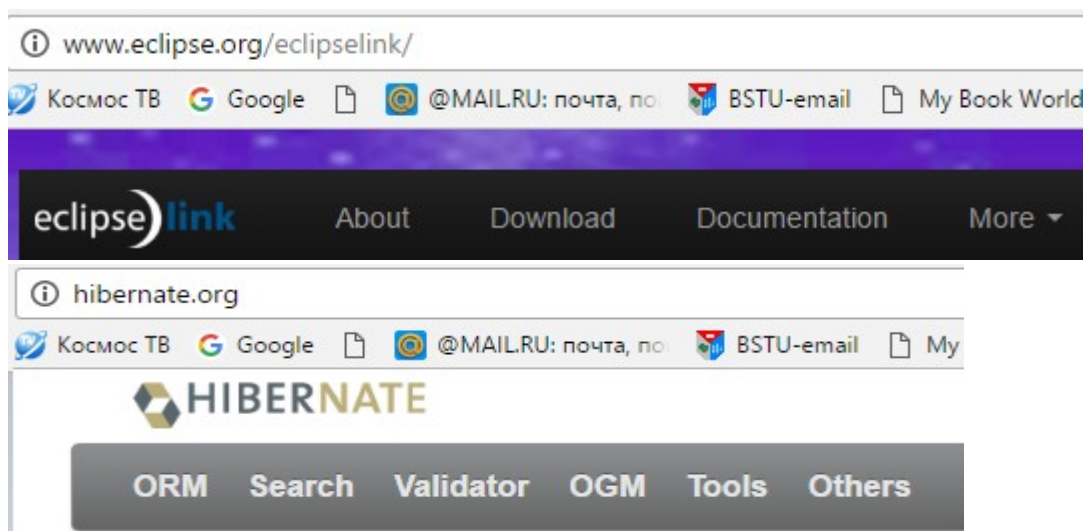 www.eclipse.org/eclipselink/
Космос ТВ Google @MAIL.RU: почта, по BSTU-email My Book World
eclipse link About Download Documentation More
hibernate.org
Космос ТВ Google @MAIL.RU: почта, по BSTU-email My
HIBERNATE
ORM Search Validator OGM Tools Others